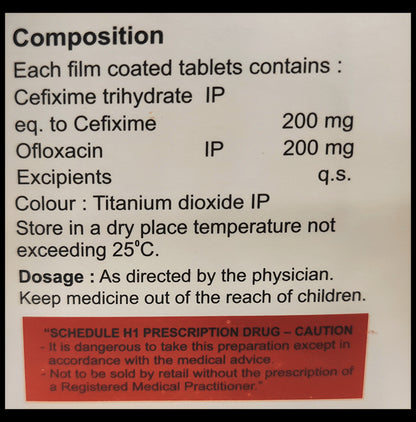 Composition
Each film coated tablets contains :
Cefixime trihydrate IP
eq. to Cefixime 200 mg
Ofloxacin IP 200 mg
Excipients q.s.
Colour : Titanium dioxide IP
Store in a dry place temperature not
exceeding 25⁰C.
Dosage : As directed by the physician.
Keep medicine out of the reach of children.
"SCHEDULE H1 PRESCRIPTION DRUG – CAUTION
- It is dangerous to take this preparation except in
accordance with the medical advice.
- Not to be sold by retail without the prescription of
a Registered Medical Practitioner."